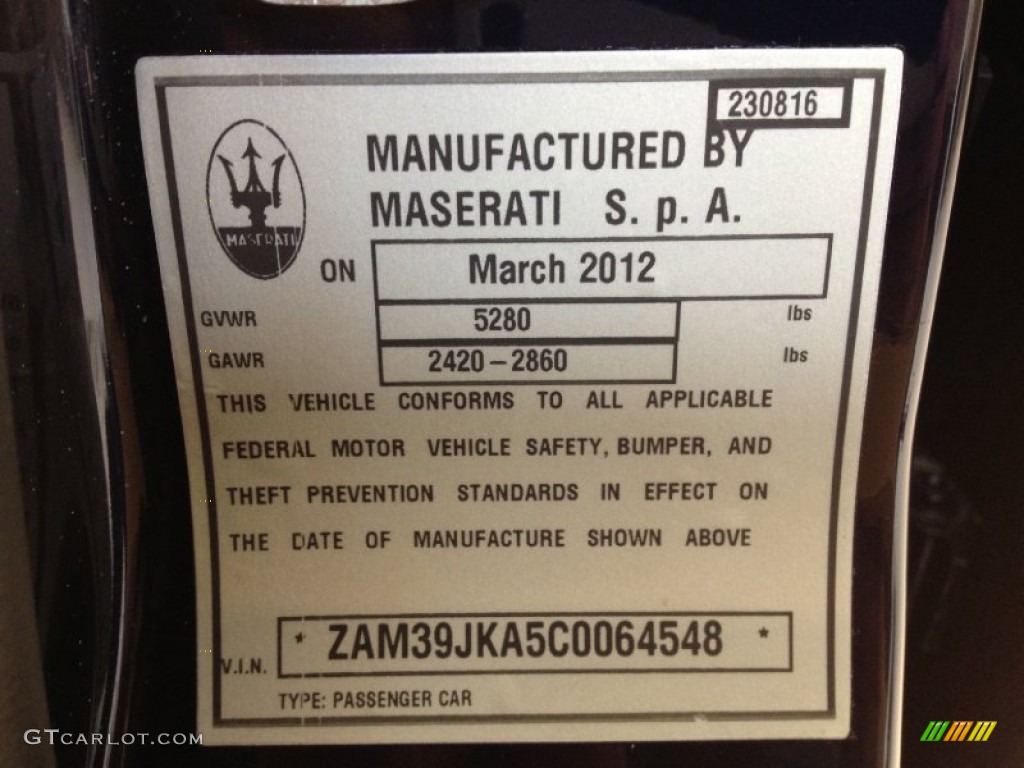 230816
MANUFACTURED BY
MASERATI S. p. A.
MASERATI
ON March 2012
GVWR 5280 lbs
GAWR 2420-2860 lbs
THIS VEHICLE CONFORMS TO ALL APPLICABLE
FEDERAL MOTOR VEHICLE SAFETY, BUMPER, AND
THEFT PREVENTION STANDARDS IN EFFECT ON
THE DATE OF MANUFACTURE SHOWN ABOVE
V.I.N. * ZAM39JKA5C0064548 *
TYPE: PASSENGER CAR
GTCARLOT.COM